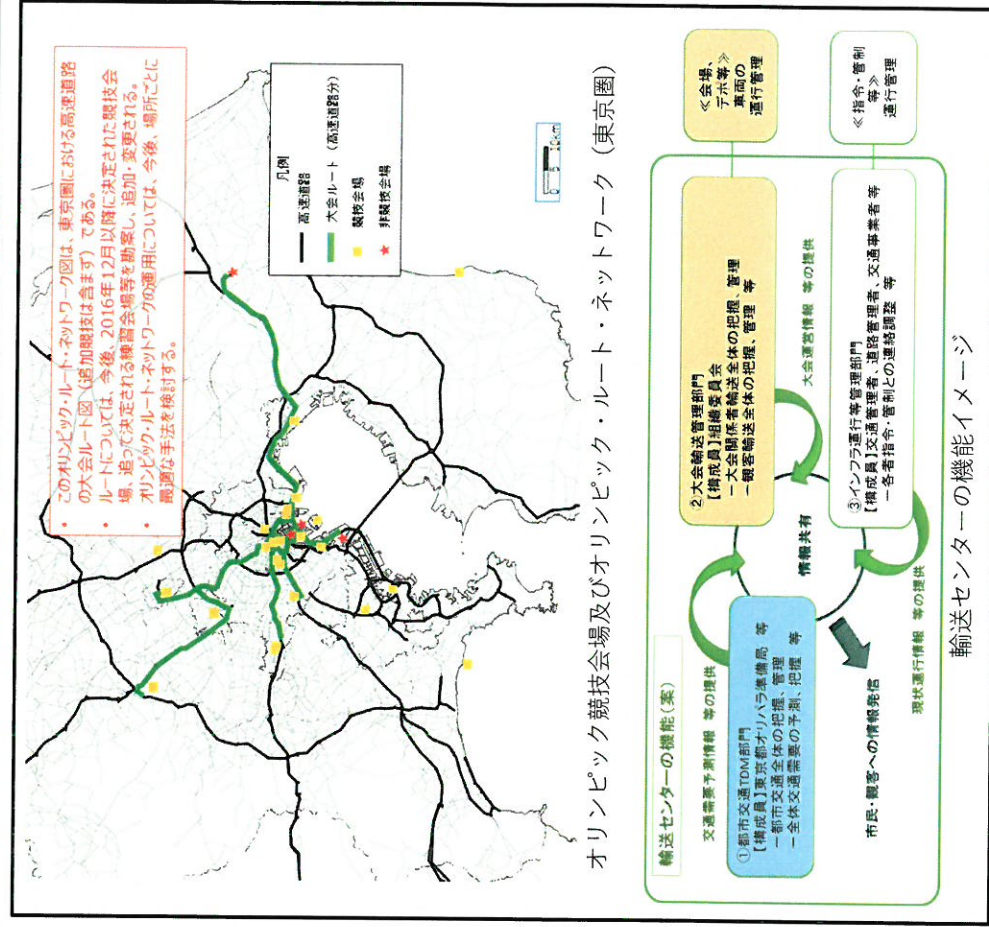 ・ このオリンピック・ルート・ネットワーク図は、東京圏における高速道路
の大会ルート図（追加競技は含まず）である。
・ ルートについては、今後、2016年12月以降に決定された競技会
場、追って決定される練習会場等を勘案し、追加・変更される。
・ オリンピック・ルート・ネットワークの運用については、今後、場所ごとに
最適な手法を検討する。
凡例
高速道路
大会ルート（高速道路分）
競技会場
非競技会場
0 5 10km
オリンピック競技会場及びオリンピック・ルート・ネットワーク（東京圏）
輸送センターの機能（案）
交通需要予測情報 等の提供
①都市交通TDM部門
【構成員】東京都オリパラ準備局 等
－都市交通全体の把握、管理
－全体交通需要の予測、把握 等
②大会輸送管理部門
【構成員】組織委員会
－大会関係者輸送全体の把握、管理
－観客輸送全体の把握、管理 等
≪会場、
デポ等≫
車両の
運行管理
情報共有
大会運営情報 等の提供
市民・観客への情報発信
現状運行情報 等の提供
③インフラ運行等管理部門
【構成員】交通管理者、道路管理者、交通事業者 等
－各者指令・管制との連絡調整 等
≪指令・管制
等≫
運行管理
輸送センターの機能イメージ